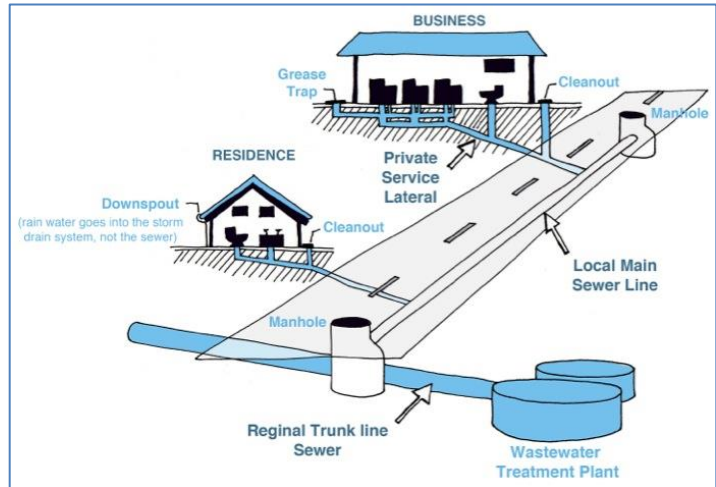 BUSINESS
Grease
Trap
Cleanout
Manhole
Private
Service
Lateral
RESIDENCE
Downspout
(rain water goes into the storm
drain system, not the sewer)
Cleanout
Local Main
Sewer Line
Manhole
Reginal Trunk line
Sewer
Wastewater
Treatment Plant